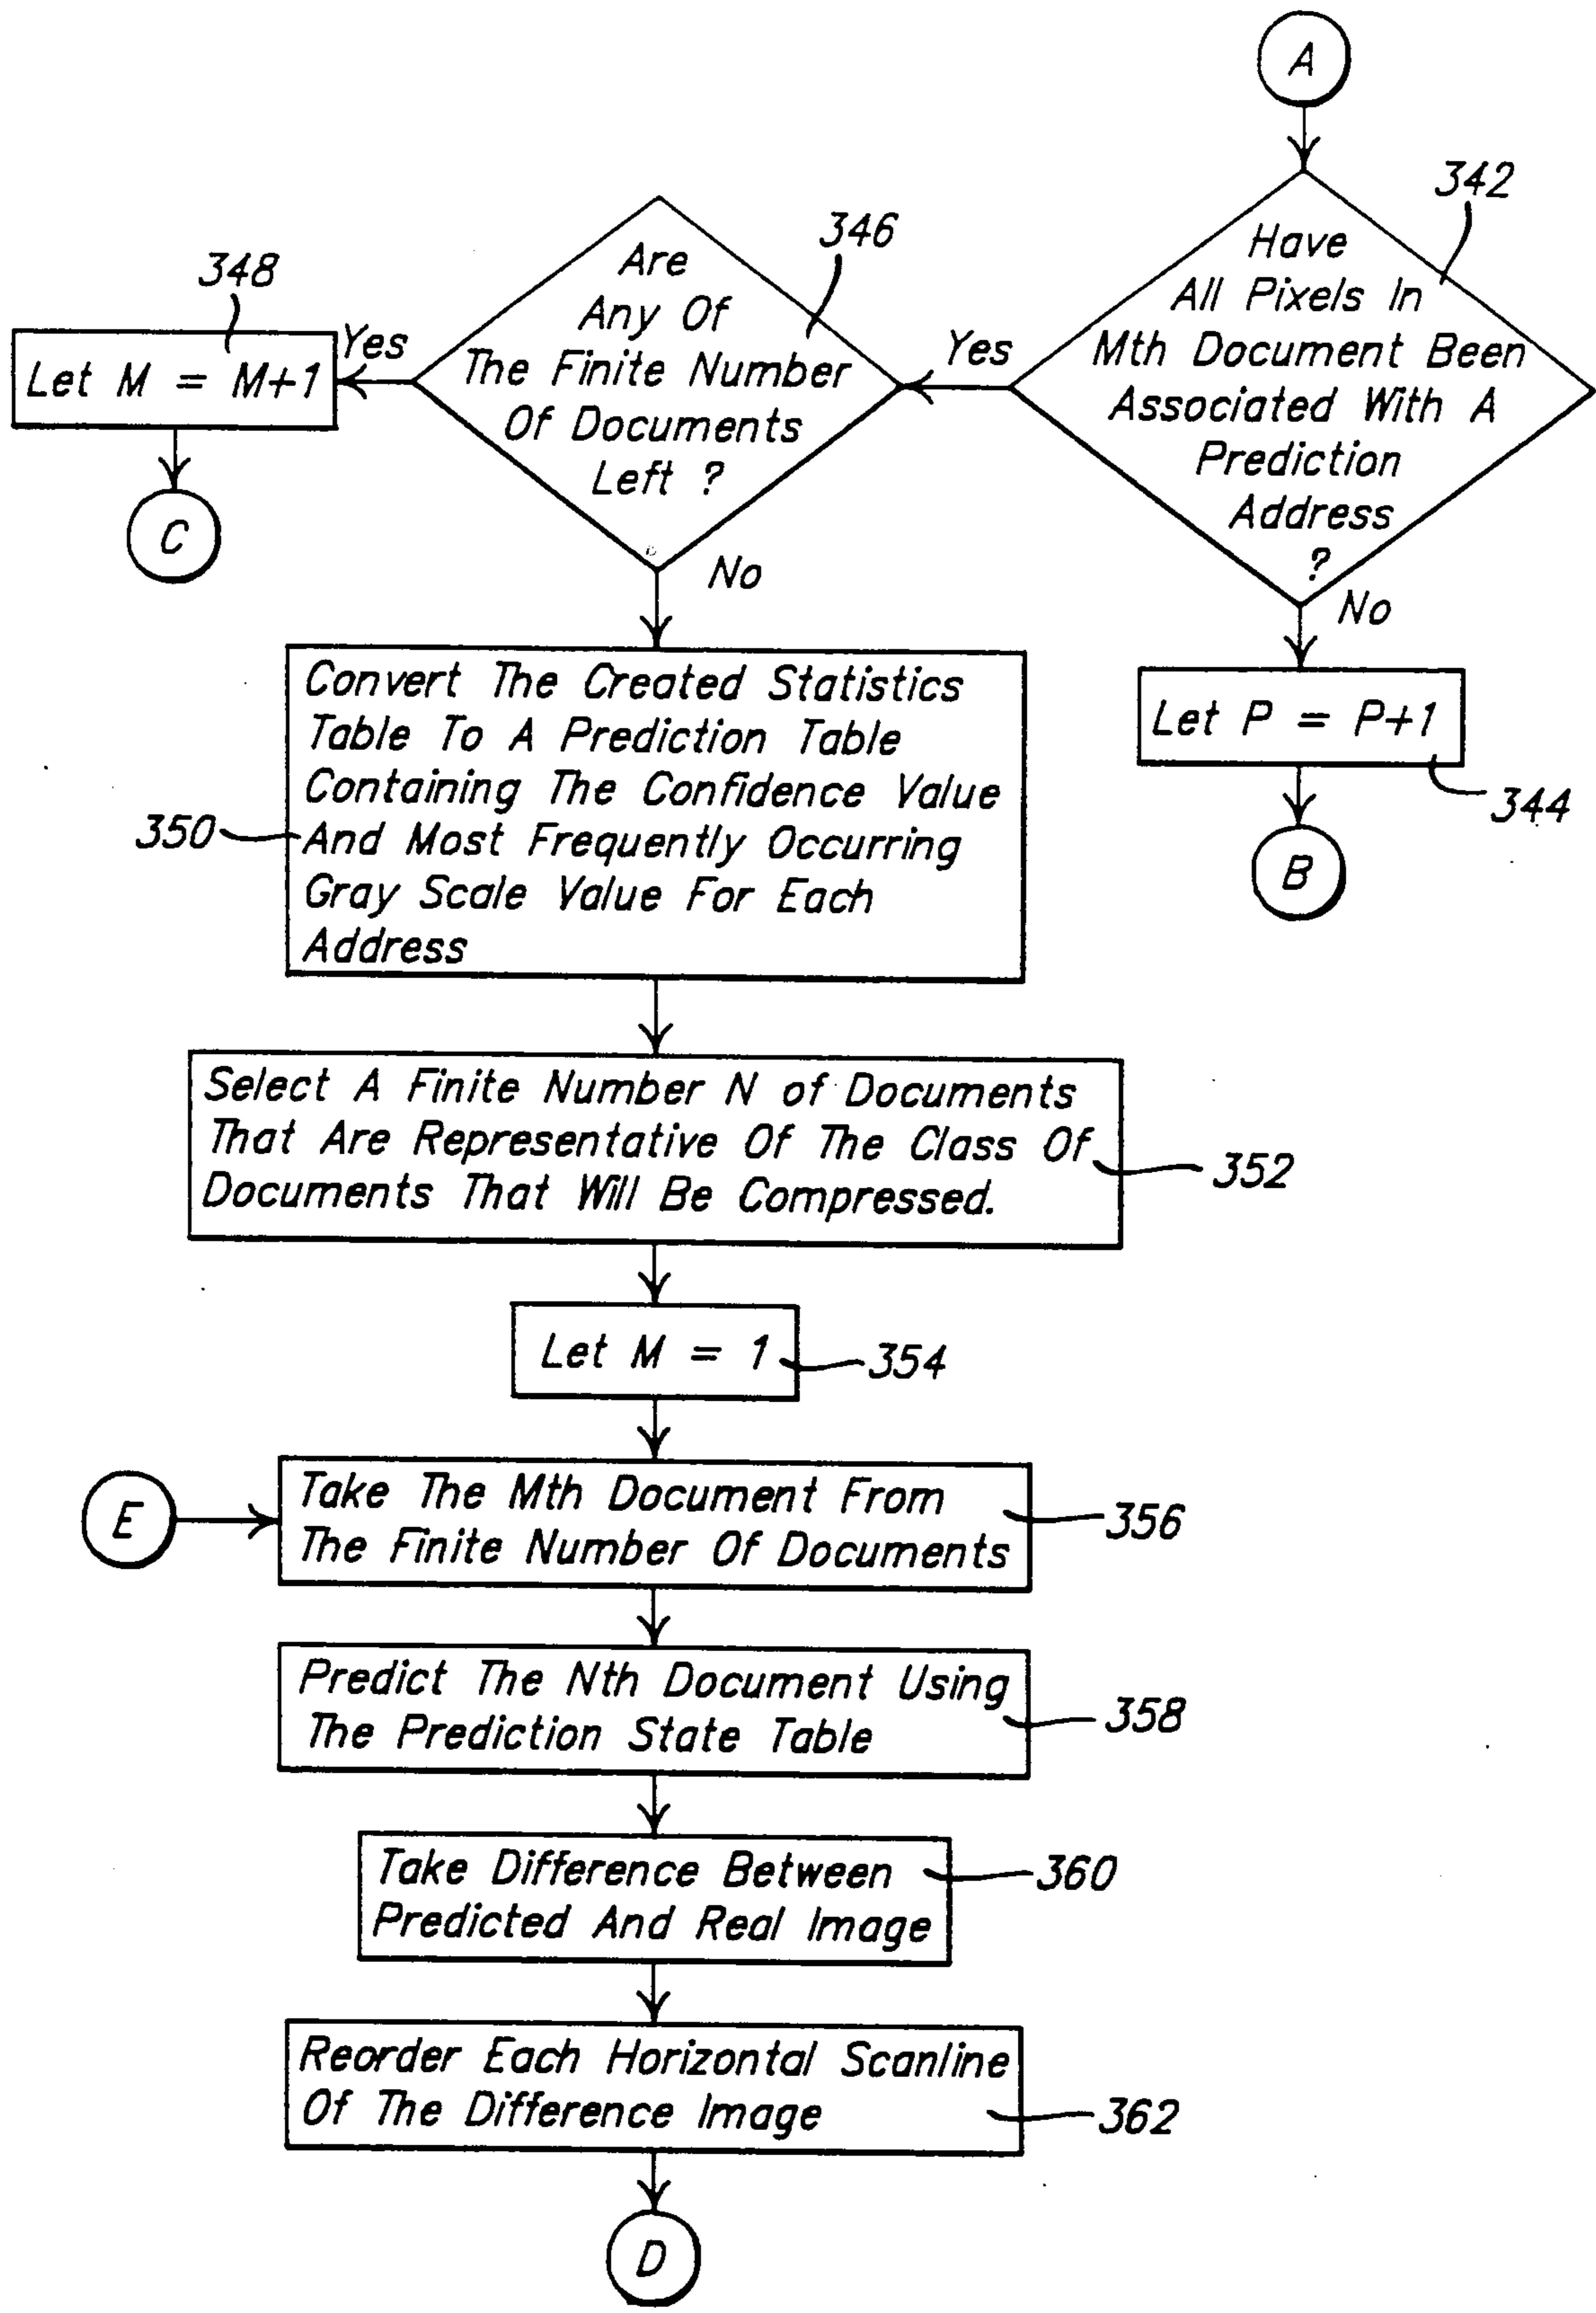 A
342
Have
All Pixels In
Mth Document Been
Associated With A
Prediction
Address
?
Yes
No
Let P = P+1
344
B
346
Are
Any Of
The Finite Number
Of Documents
Left ?
Yes
No
348
Let M = M+1
C
Convert The Created Statistics
Table To A Prediction Table
Containing The Confidence Value
And Most Frequently Occurring
Gray Scale Value For Each
Address
350
Select A Finite Number N of Documents
That Are Representative Of The Class Of
Documents That Will Be Compressed.
352
Let M = 1
354
E
Take The Mth Document From
The Finite Number Of Documents
356
Predict The Nth Document Using
The Prediction State Table
358
Take Difference Between
Predicted And Real Image
360
Reorder Each Horizontal Scanline
Of The Difference Image
362
D